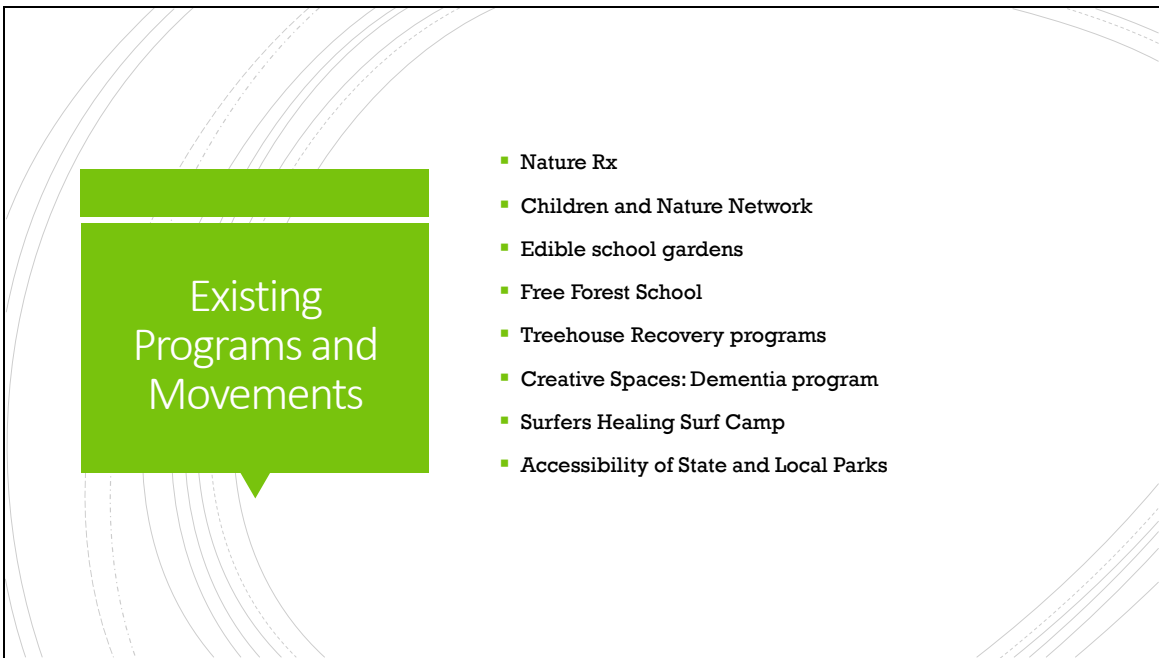 Existing
Programs and
Movements
Nature Rx
Children and Nature Network
Edible school gardens
Free Forest School
Treehouse Recovery programs
Creative Spaces: Dementia program
Surfers Healing Surf Camp
Accessibility of State and Local Parks